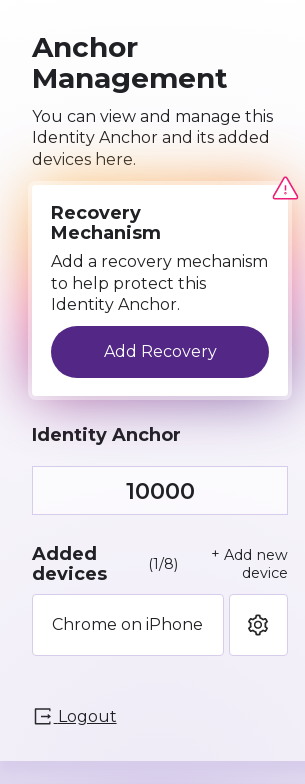 Anchor
Management
You can view and manage this
Identity Anchor and its added
devices here.
Recovery
Mechanism
Add a recovery mechanism
to help protect this
Identity Anchor.
Add Recovery
Identity Anchor
10000
Added
devices
(1/8)
+ Add new
device
Chrome on iPhone
Logout